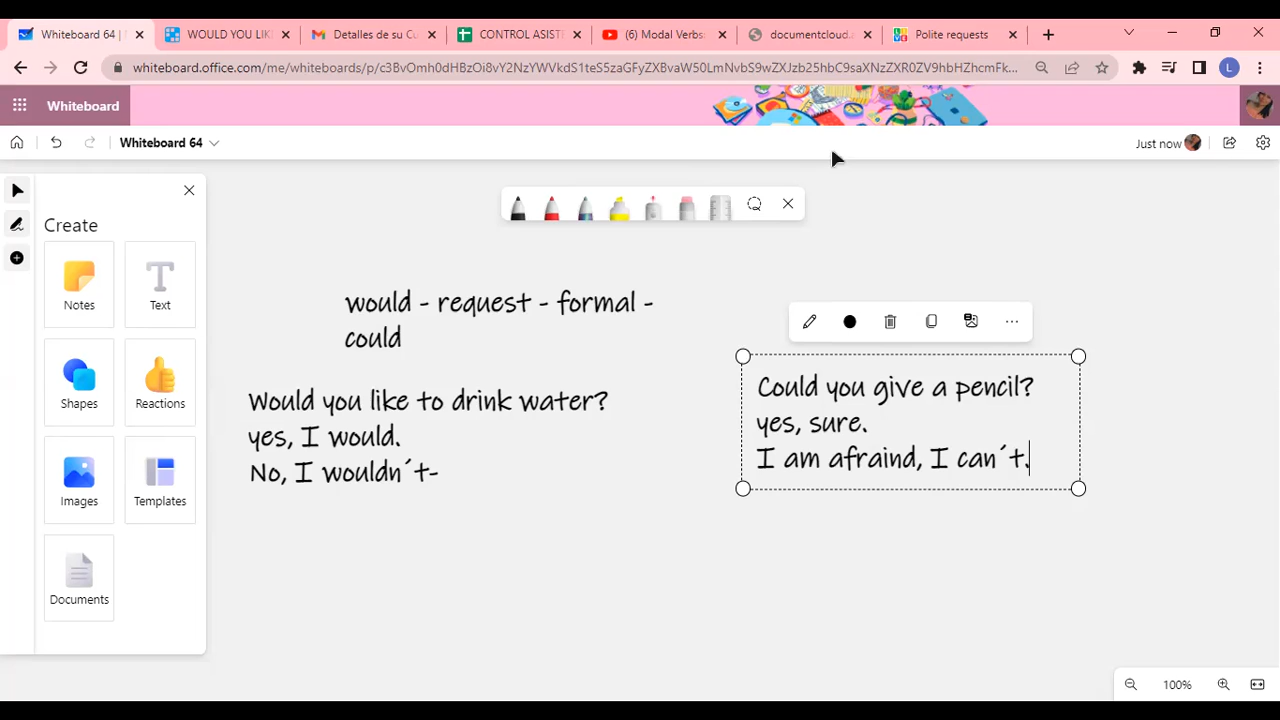 Whiteboard 64 |
WOULD YOU LIK
Detalles de su Cu
CONTROL ASIST
(6) Modal Verbs
documentcloud.a
Polite requests
whiteboard.office.com/me/whiteboards/p/c3BvOmh0dHBzOi8vY2NzYWVkdS1teS5zaGFyZXBvaW50LmNvbS9wZXJzb25hbC9saXNzZXR0ZV9hbHZhcmFk...
L
Whiteboard
Whiteboard 64
Just now
Create
Notes
Text
Shapes
Reactions
Images
Templates
Documents
would - request - formal -
could
Would you like to drink water?
yes, I would.
No, I wouldn´t-
Could you give a pencil?
yes, sure.
I am afraind, I can´t.
100%